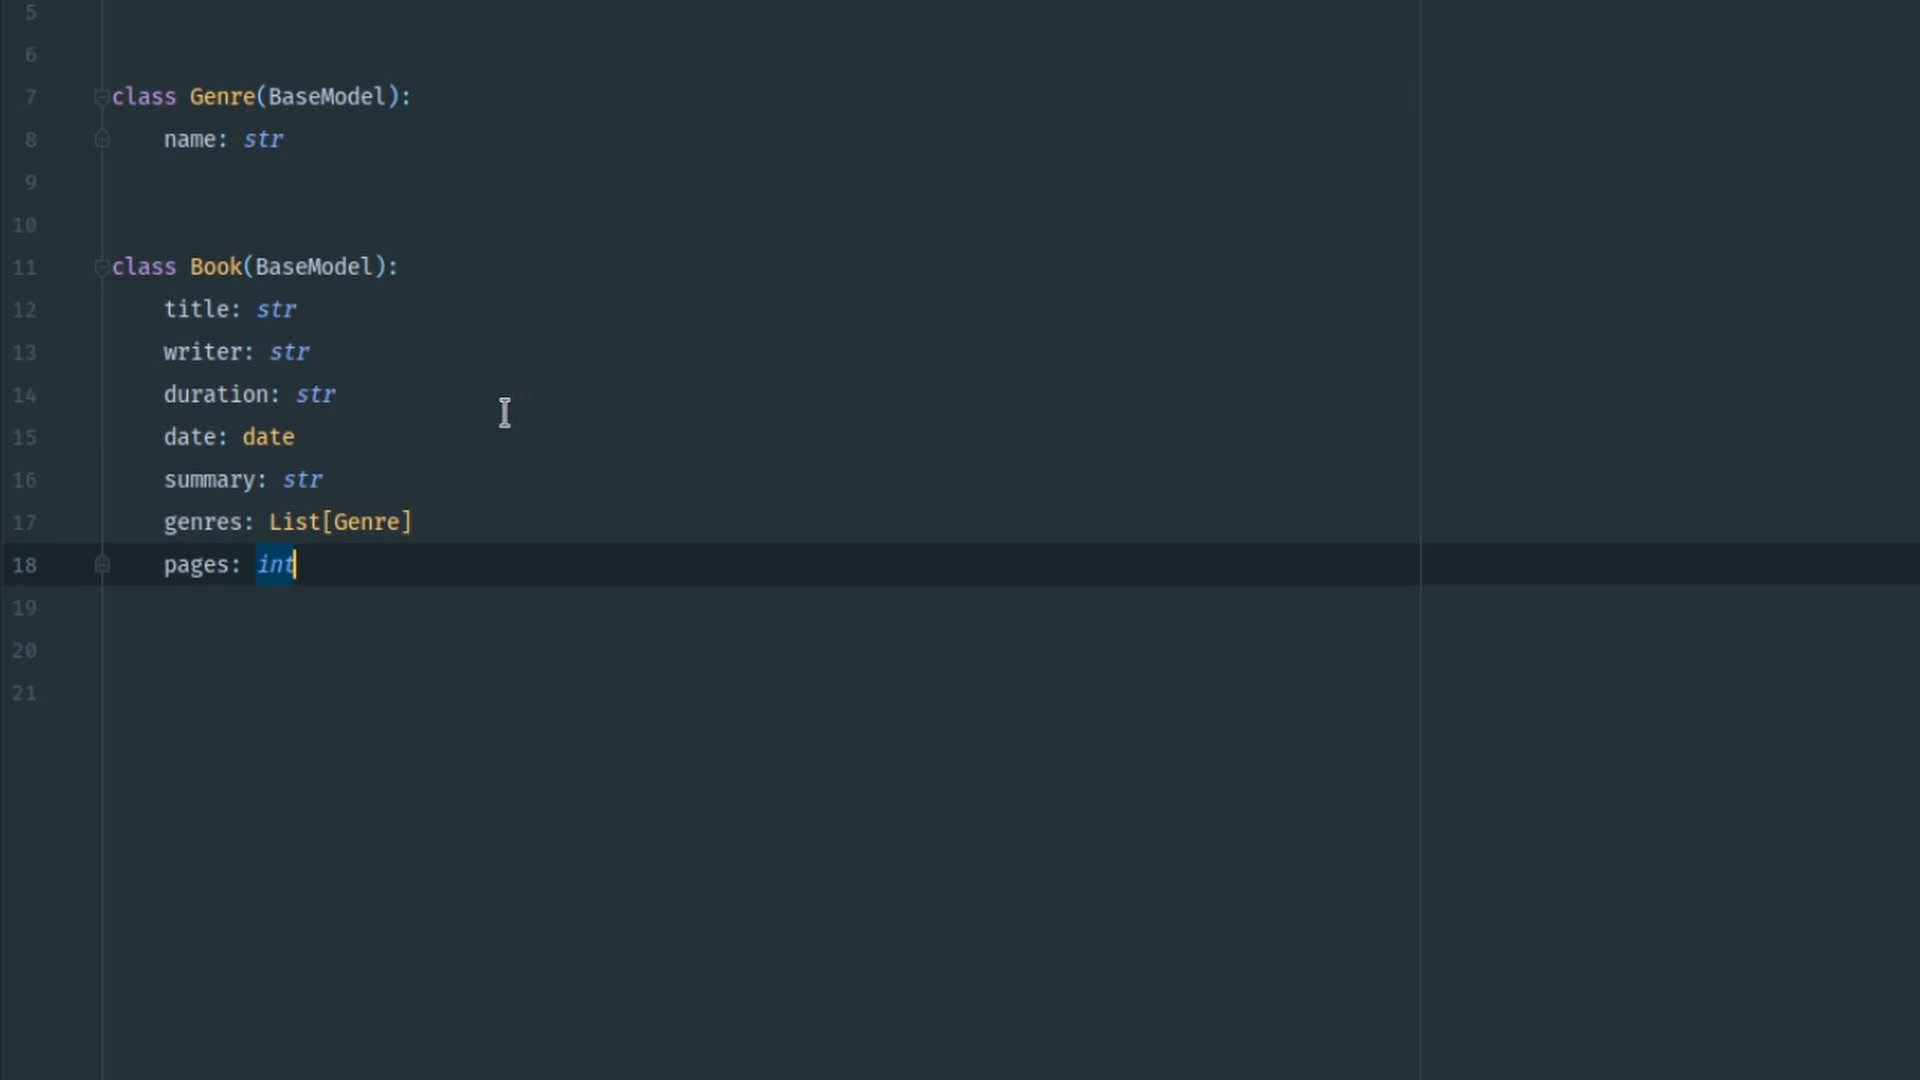 5
6
7 class Genre(BaseModel):
8     name: str
9
10
11 class Book(BaseModel):
12     title: str
13     writer: str
14     duration: str
15     date: date
16     summary: str
17     genres: List[Genre]
18     pages: int
19
20
21